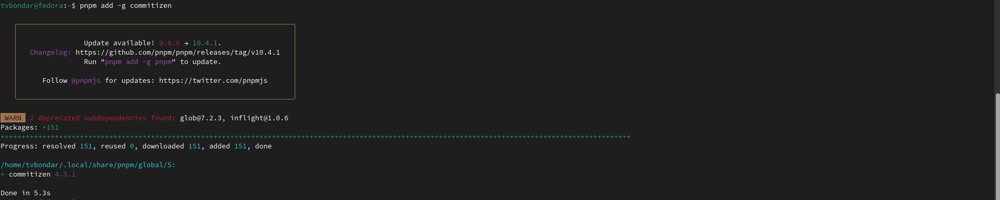 tvbondar@fedora:~$ pnpm add -g commitizen
Update available! 9.0.6 → 10.4.1.
Changelog: https://github.com/pnpm/pnpm/releases/tag/v10.4.1
Run "pnpm add -g pnpm" to update.
Follow @pnpmjs for updates: https://twitter.com/pnpmjs
WARN 2 deprecated subdependencies found: glob@7.2.3, inflight@1.0.6
Packages: +151
+++++++++++++++++++++++++++++++++++++++++++++++++++++++++++++++++++++++++++++++++++++++++++++++++++++++++++++++++++++++++++++++++++++++++++++++++++++++
Progress: resolved 151, reused 0, downloaded 151, added 151, done
/home/tvbondar/.local/share/pnpm/global/5:
+ commitizen 4.3.1
Done in 5.3s